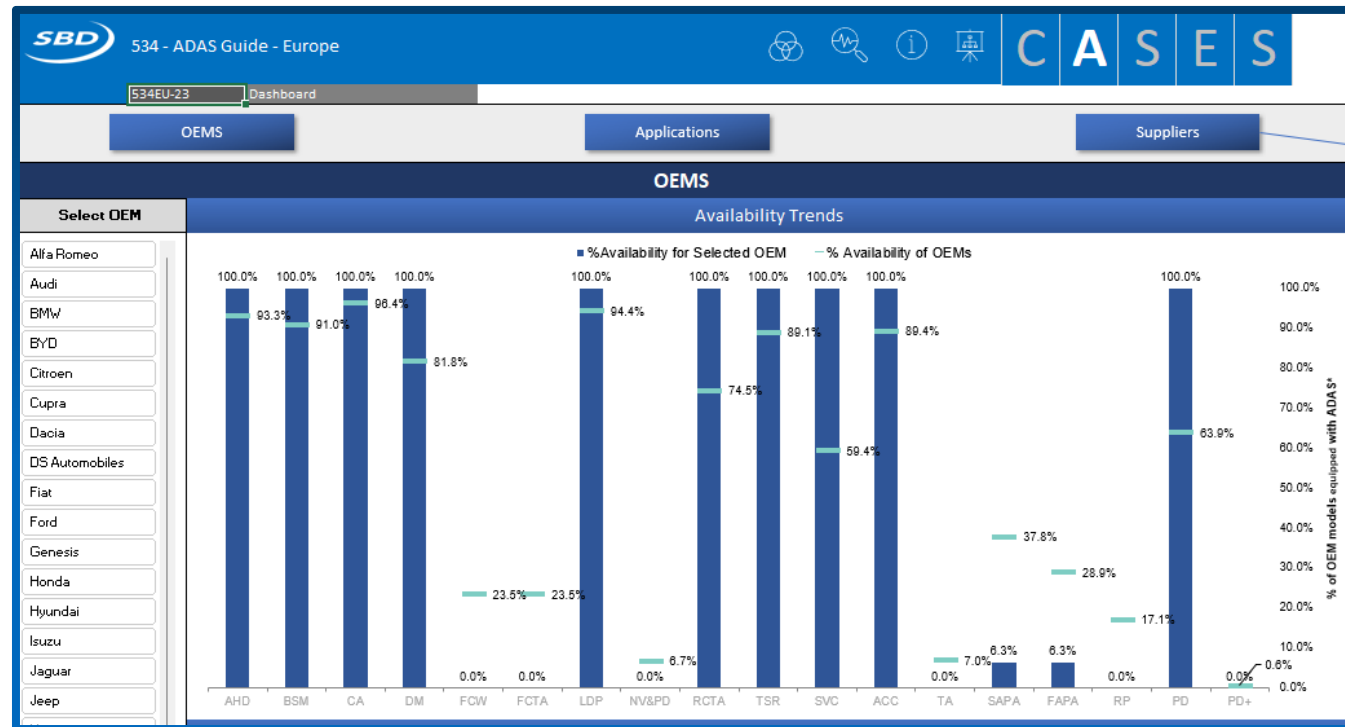 SBD
534 - ADAS Guide - Europe
C A S E S
534EU-23 Dashboard
OEMS Applications Suppliers
OEMS
Select OEM
Availability Trends
Alfa Romeo
Audi
BMW
BYD
Citroen
Cupra
Dacia
DS Automobiles
Fiat
Ford
Genesis
Honda
Hyundai
Isuzu
Jaguar
Jeep
%Availability for Selected OEM % Availability of OEMs
100.0% 100.0% 100.0% 100.0% 100.0% 100.0% 100.0% 100.0% 100.0% 100.0%
93.3% 91.0% 96.4% 81.8% 23.5% 23.5% 94.4% 6.7% 74.5% 89.1% 59.4% 89.4% 7.0% 37.8% 28.9% 17.1% 63.9% 0.6%
0.0% 0.0% 0.0% 0.0% 6.3% 6.3% 0.0% 0.0%
AHD BSM CA DM FCW FCTA LDP NV&PD RCTA TSR SVC ACC TA SAPA FAPA RP PD PD+
100.0%
90.0%
80.0%
70.0%
60.0%
50.0%
40.0%
30.0%
20.0%
10.0%
0.0%
% of OEM models equipped with ADAS*